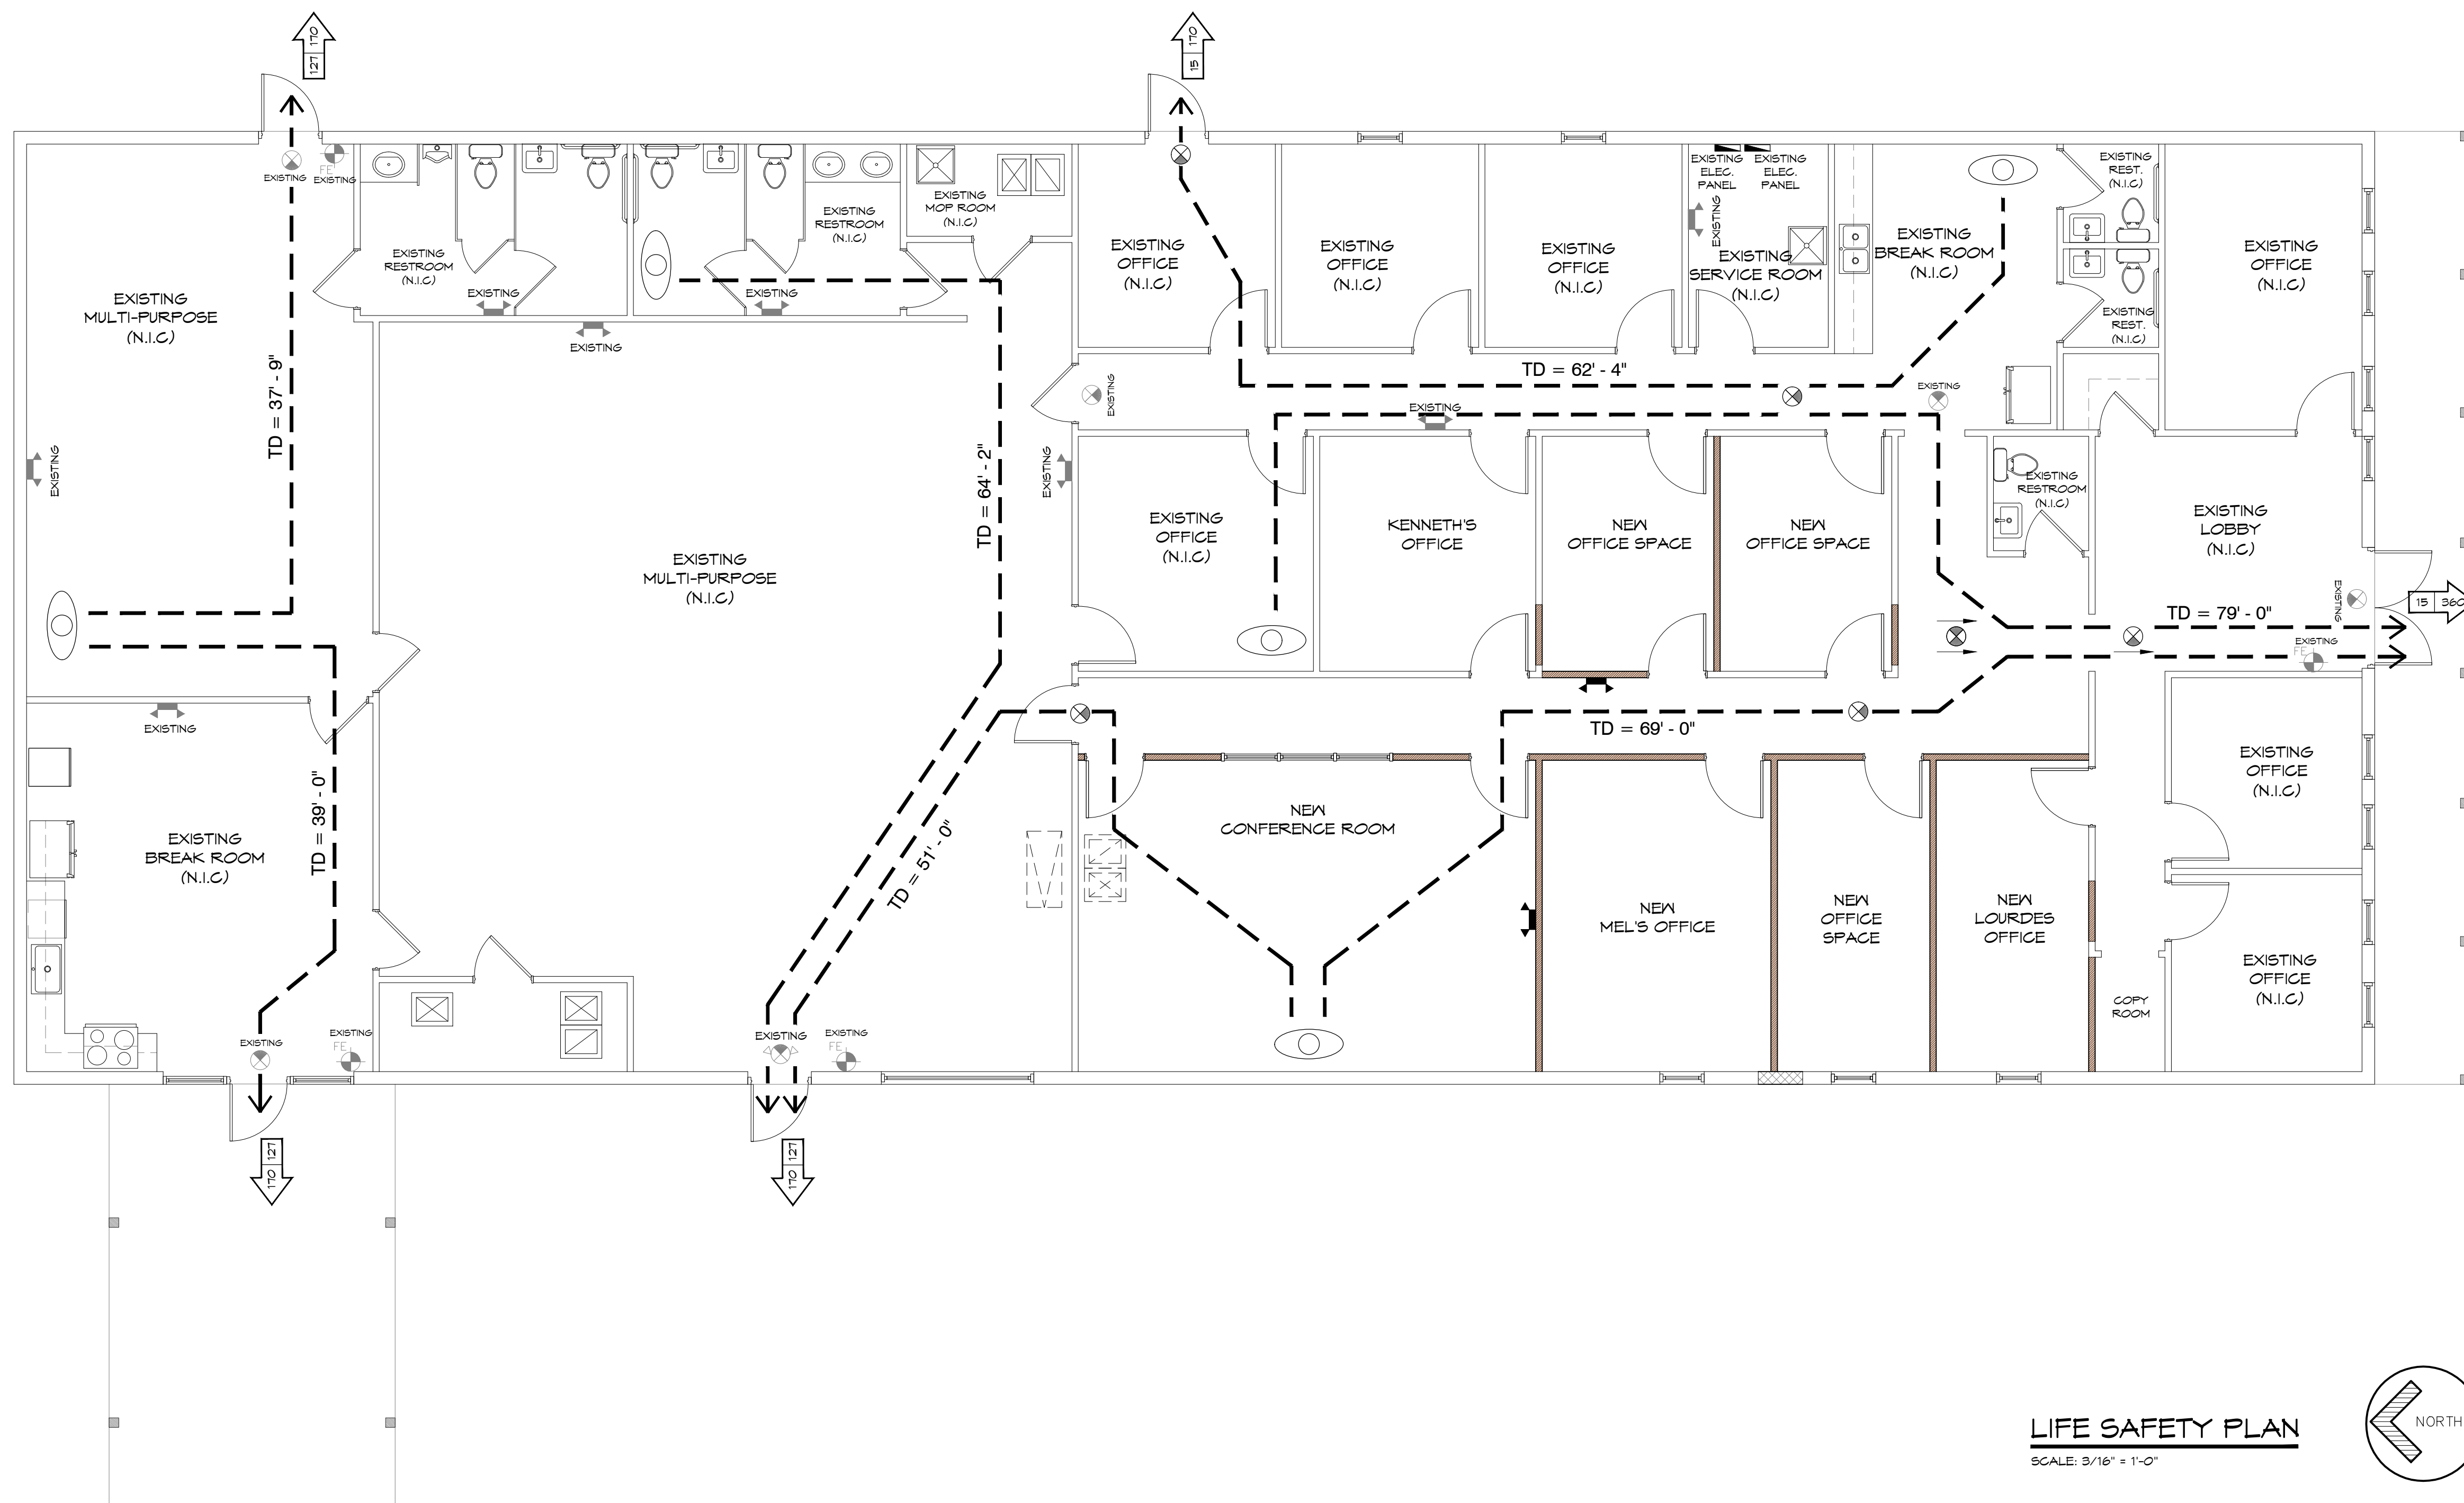 127 170
15 170
EXISTING
FE
EXISTING
EXISTING
MULTI-PURPOSE
(N.I.C)
TD = 37' - 9"
EXISTING
EXISTING
RESTROOM
(N.I.C)
EXISTING
EXISTING
EXISTING
RESTROOM
(N.I.C)
EXISTING
EXISTING
MOP ROOM
(N.I.C)
EXISTING
OFFICE
(N.I.C)
EXISTING
OFFICE
(N.I.C)
EXISTING
OFFICE
(N.I.C)
EXISTING
ELEC.
PANEL
EXISTING
ELEC.
PANEL
EXISTING
EXISTING
SERVICE ROOM
(N.I.C)
EXISTING
BREAK ROOM
(N.I.C)
EXISTING
REST.
(N.I.C)
EXISTING
REST.
(N.I.C)
EXISTING
OFFICE
(N.I.C)
TD = 62' - 4"
EXISTING
EXISTING
EXISTING
EXISTING
TD = 64' - 2"
EXISTING
MULTI-PURPOSE
(N.I.C)
EXISTING
OFFICE
(N.I.C)
KENNETH'S
OFFICE
NEW
OFFICE SPACE
NEW
OFFICE SPACE
EXISTING
RESTROOM
(N.I.C)
EXISTING
LOBBY
(N.I.C)
EXISTING
TD = 79' - 0"
EXISTING
FE
15 360
EXISTING
TD = 39' - 0"
EXISTING
BREAK ROOM
(N.I.C)
TD = 51' - 0"
TD = 69' - 0"
NEW
CONFERENCE ROOM
NEW
MEL'S OFFICE
NEW
OFFICE
SPACE
NEW
LOURDES
OFFICE
COPY
ROOM
EXISTING
OFFICE
(N.I.C)
EXISTING
OFFICE
(N.I.C)
EXISTING
EXISTING
FE
EXISTING
EXISTING
FE
170 127
170 127
LIFE SAFETY PLAN
SCALE: 3/16" = 1'-0"
NORTH